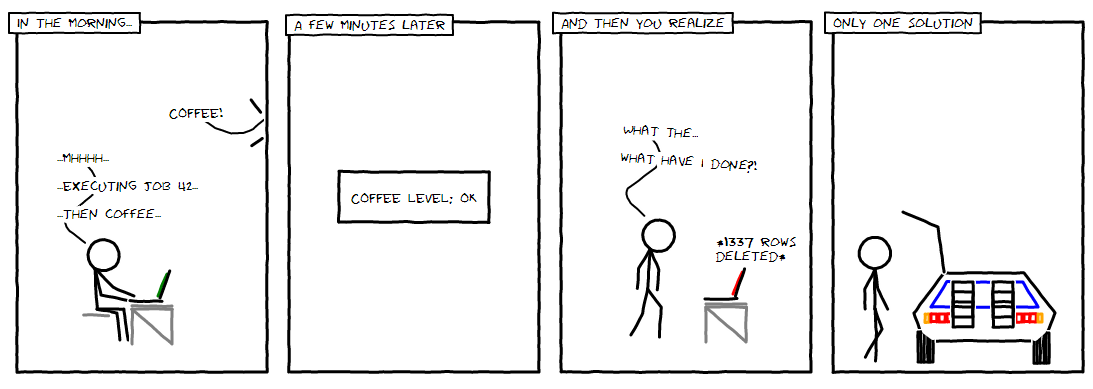 IN THE MORNING...
COFFEE!
...MHHHH...
...EXECUTING JOB 42...
...THEN COFFEE...
A FEW MINUTES LATER
COFFEE LEVEL: OK
AND THEN YOU REALIZE
WHAT THE...
WHAT HAVE I DONE?!
*1337 ROWS
DELETED*
ONLY ONE SOLUTION